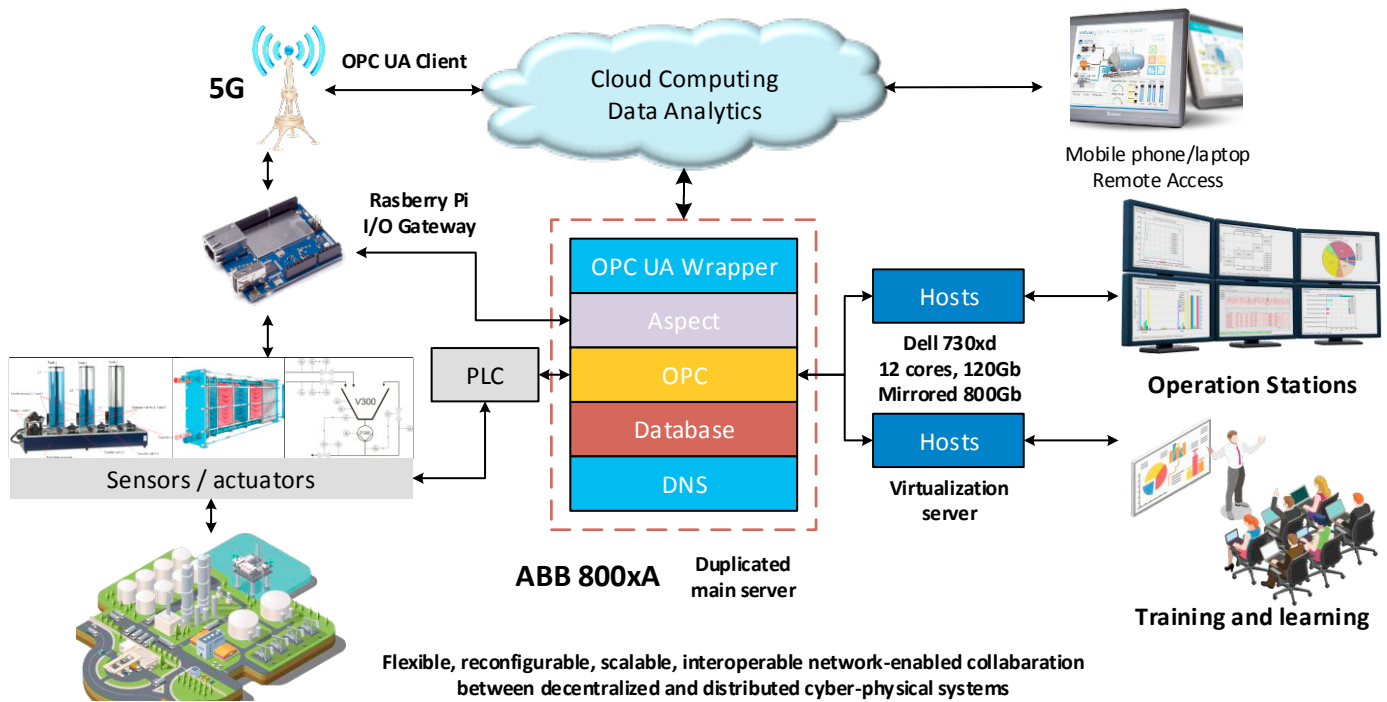 5G
OPC UA Client
Cloud Computing
Data Analytics
Mobile phone/laptop
Remote Access
Rasberry Pi
I/O Gateway
OPC UA Wrapper
Aspect
OPC
Database
DNS
PLC
Hosts
Dell 730xd
12 cores, 120Gb
Mirrored 800Gb
Hosts
Virtualization
server
Operation Stations
V300
Sensors / actuators
ABB 800xA
Duplicated
main server
Training and learning
Flexible, reconfigurable, scalable, interoperable network-enabled collabaration
between decentralized and distributed cyber-physical systems